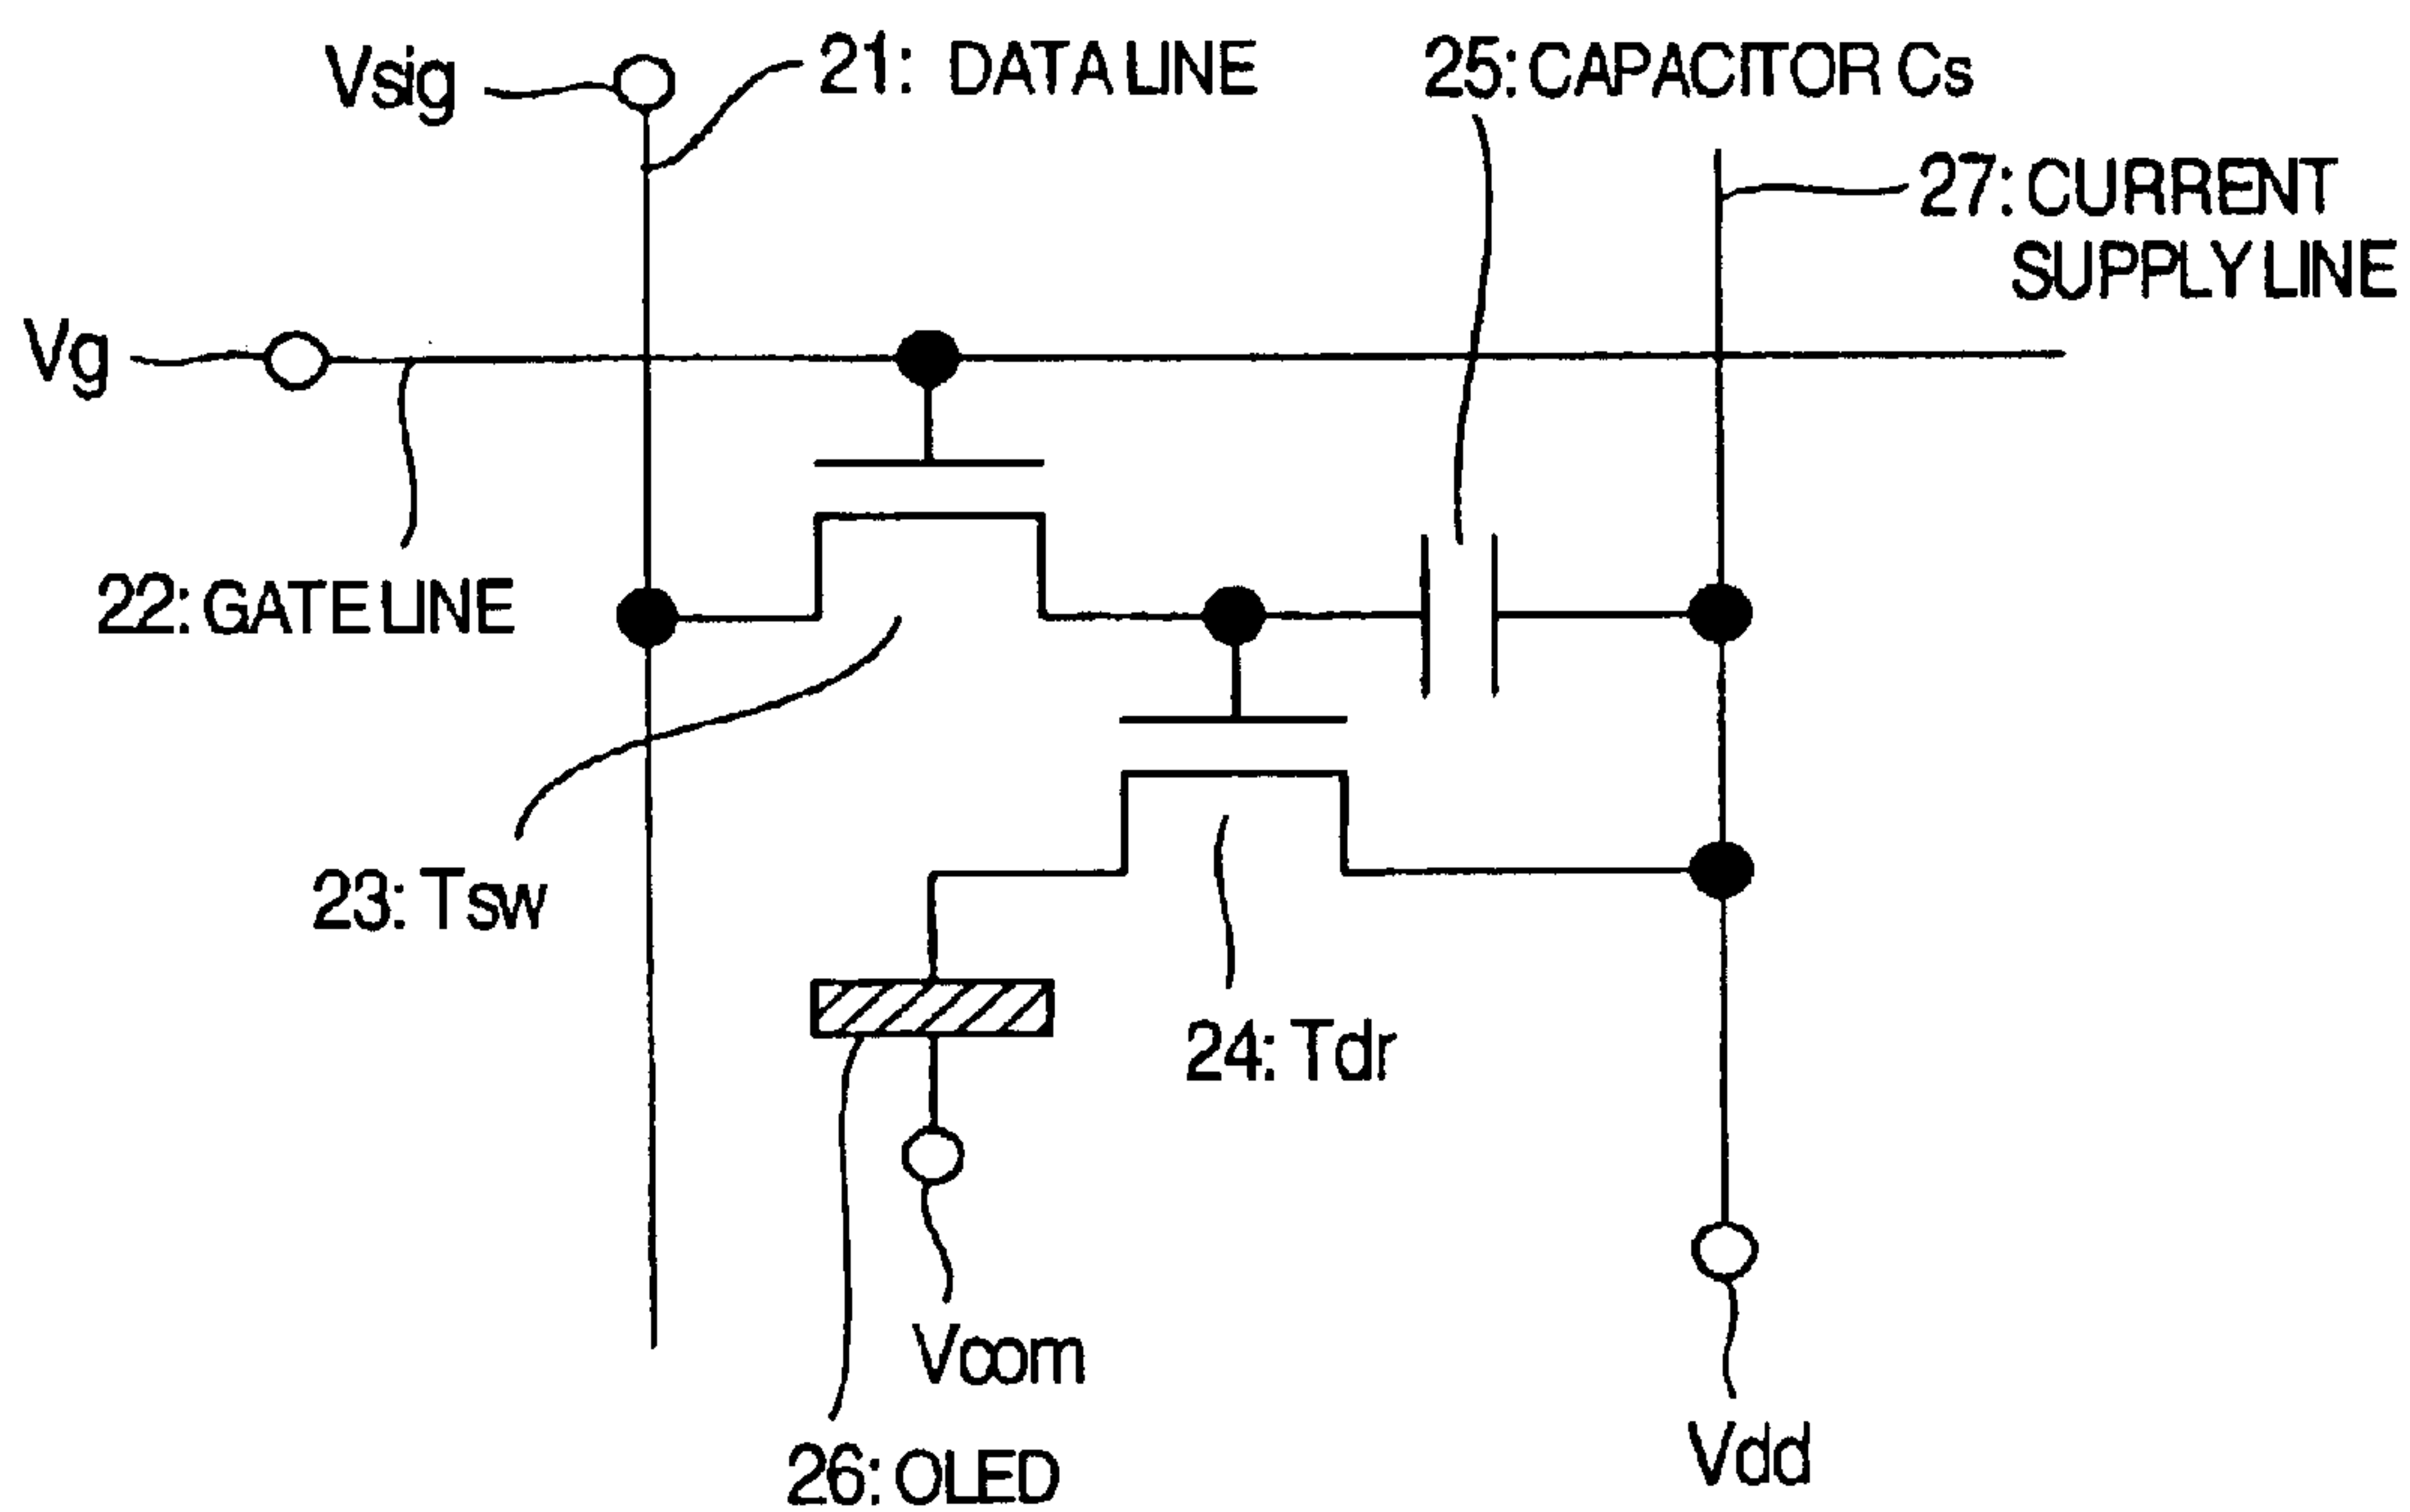 Vsig
21: DATA LINE
25: CAPACITOR Cs
27: CURRENT
SUPPLY LINE
Vg
22: GATE LINE
23: Tsw
24: Tdr
Vcom
26: OLED
Vdd